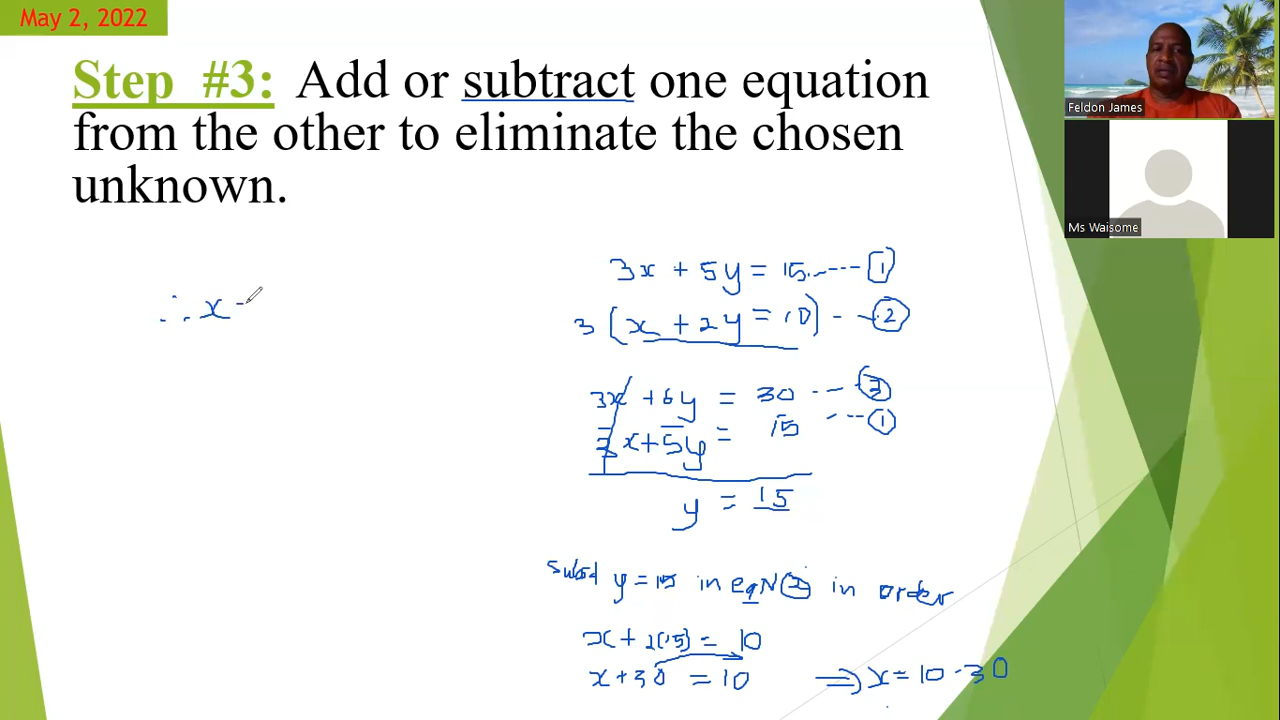 May 2, 2022
Step #3: Add or subtract one equation
from the other to eliminate the chosen
unknown.
Feldon James
Ms Waisome
3x + 5y = 15 ------ 1
3 (x + 2y = 10) - -- 2
3x + 6y = 30 --- 3
3x + 5y = 15 --- 1
y = 15
y = 15 in eqN 2 in order
x + 2(15) = 10
x + 30 = 10 ⟹ x = 10 - 30
∴ x =